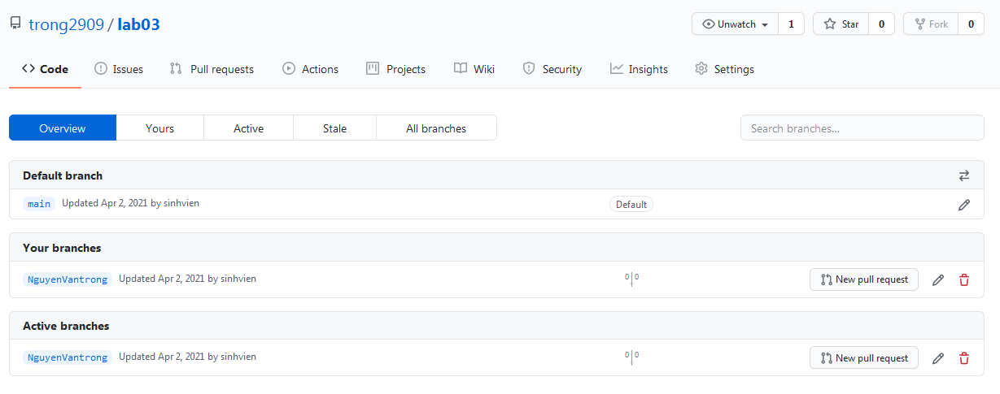 trong2909 / lab03
Unwatch 1 Star 0 Fork 0
Code Issues Pull requests Actions Projects Wiki Security Insights Settings
Overview Yours Active Stale All branches Search branches...
Default branch
main Updated Apr 2, 2021 by sinhvien Default
Your branches
NguyenVantrong Updated Apr 2, 2021 by sinhvien 0 0 New pull request
Active branches
NguyenVantrong Updated Apr 2, 2021 by sinhvien 0 0 New pull request